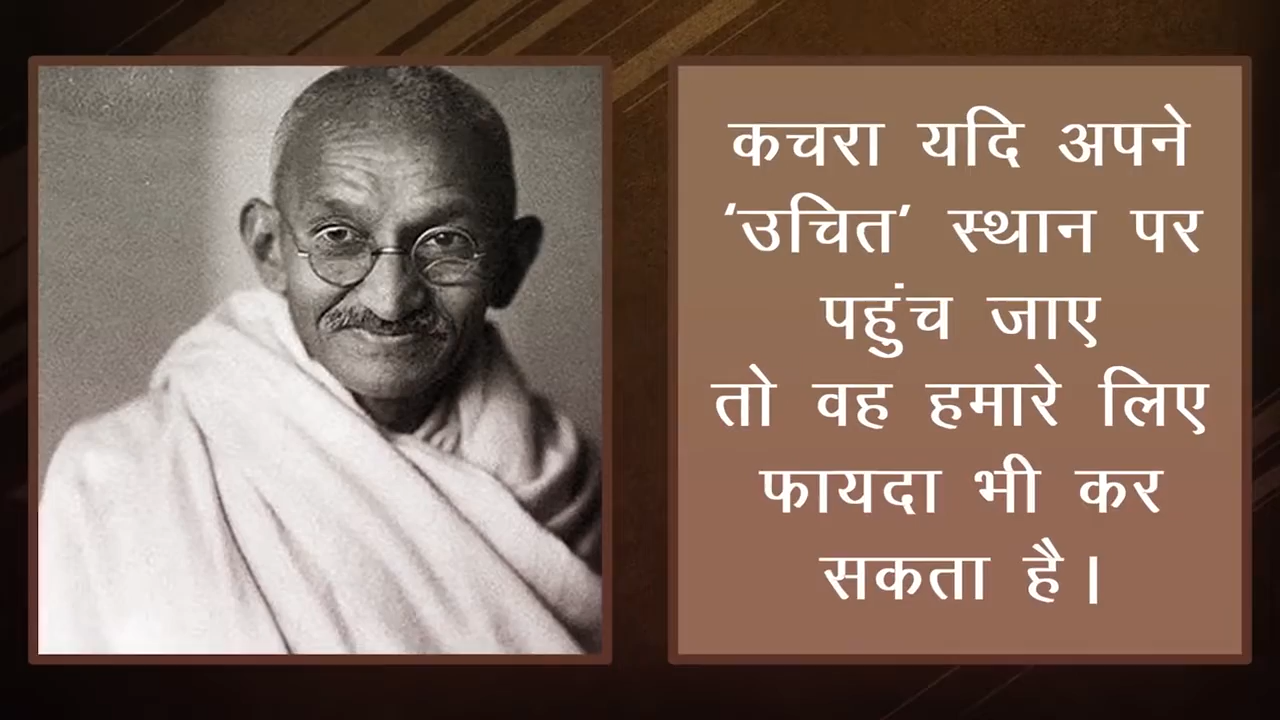 कचरा यदि अपने
‘उचित’ स्थान पर
पहुंच जाए
तो वह हमारे लिए
फायदा भी कर
सकता है।